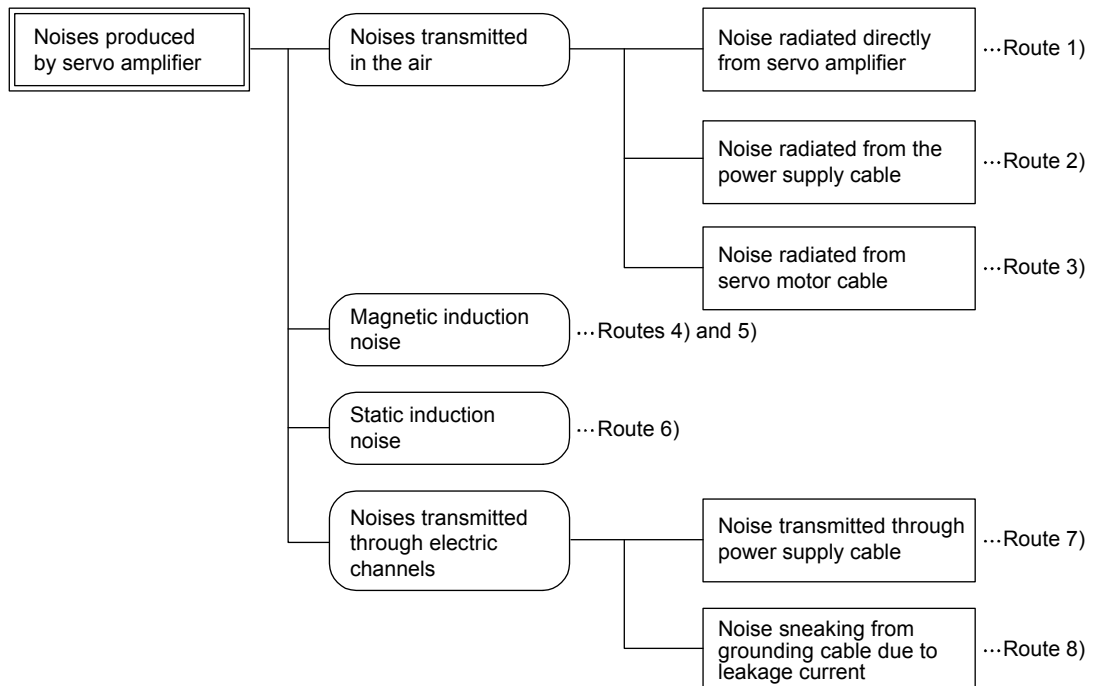 Noises produced
by servo amplifier
Noises transmitted
in the air
Noise radiated directly
from servo amplifier
…Route 1)
Noise radiated from the
power supply cable
…Route 2)
Noise radiated from
servo motor cable
…Route 3)
Magnetic induction
noise
…Routes 4) and 5)
Static induction
noise
…Route 6)
Noises transmitted
through electric
channels
Noise transmitted through
power supply cable
…Route 7)
Noise sneaking from
grounding cable due to
leakage current
…Route 8)